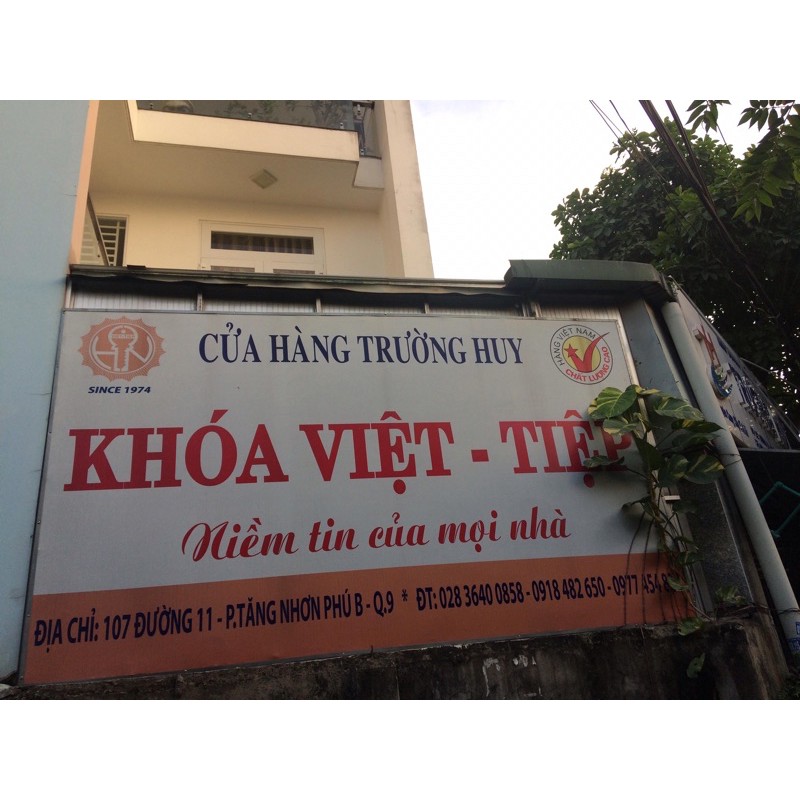 CỬA HÀNG TRƯỜNG HUY
SINCE 1974
HÀNG VIỆT NAM
CHẤT LƯỢNG CAO
KHÓA VIỆT - TIỆP
Niềm tin của mọi nhà
ĐỊA CHỈ: 107 ĐƯỜNG 11 - P.TĂNG NHƠN PHÚ B - Q.9 * ĐT: 028 3640 0858 - 0918 482 650 - 0977 454